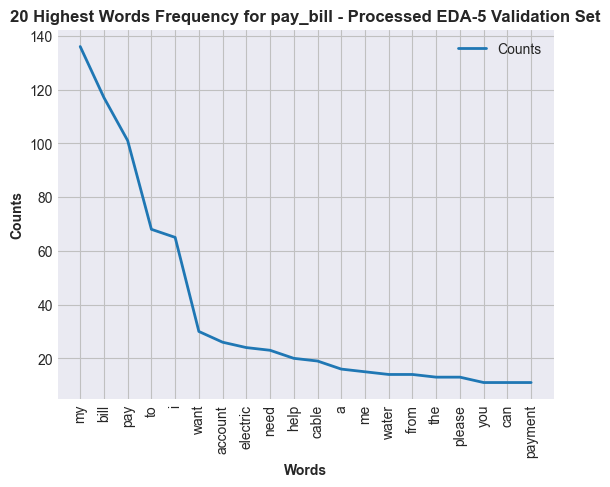 20 Highest Words Frequency for pay_bill - Processed EDA-5 Validation Set
Counts
140
120
100
80
60
40
20
Counts
my
bill
pay
to
i
want
account
electric
need
help
cable
a
me
water
from
the
please
you
can
payment
Words